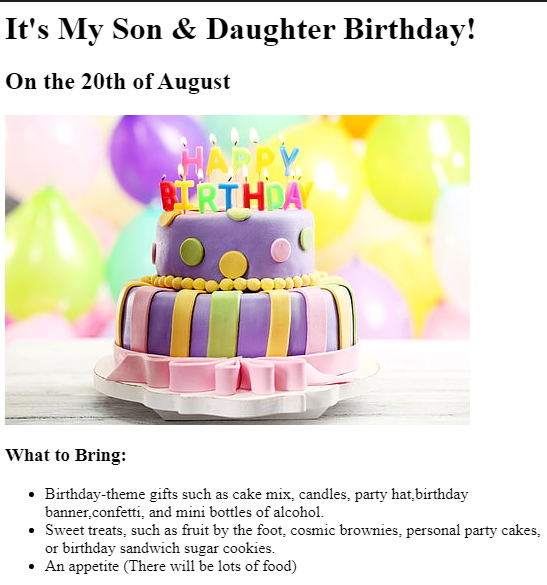 It's My Son & Daughter Birthday!
On the 20th of August
HAPPY
BIRTHDAY
What to Bring:
• Birthday-theme gifts such as cake mix, candles, party hat,birthday
banner,confetti, and mini bottles of alcohol.
• Sweet treats, such as fruit by the foot, cosmic brownies, personal party cakes,
or birthday sandwich sugar cookies.
• An appetite (There will be lots of food)